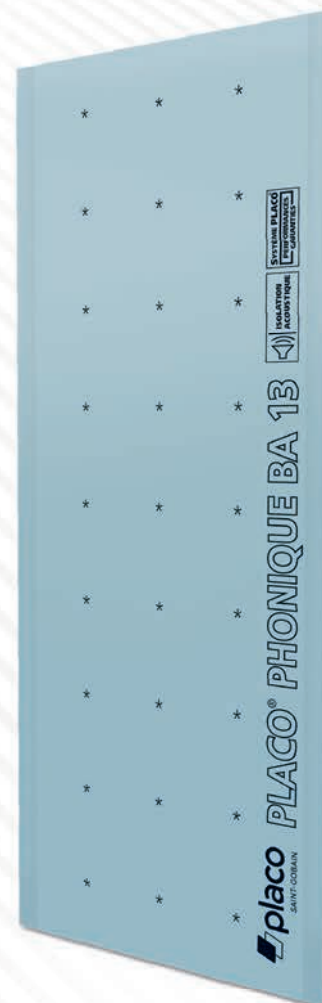 placo
SAINT-GOBAIN
PLACO® PHONIQUE BA 13
ISOLATION
ACOUSTIQUE
SYSTÈME PLACO
PERFORMANCES
GARANTIES